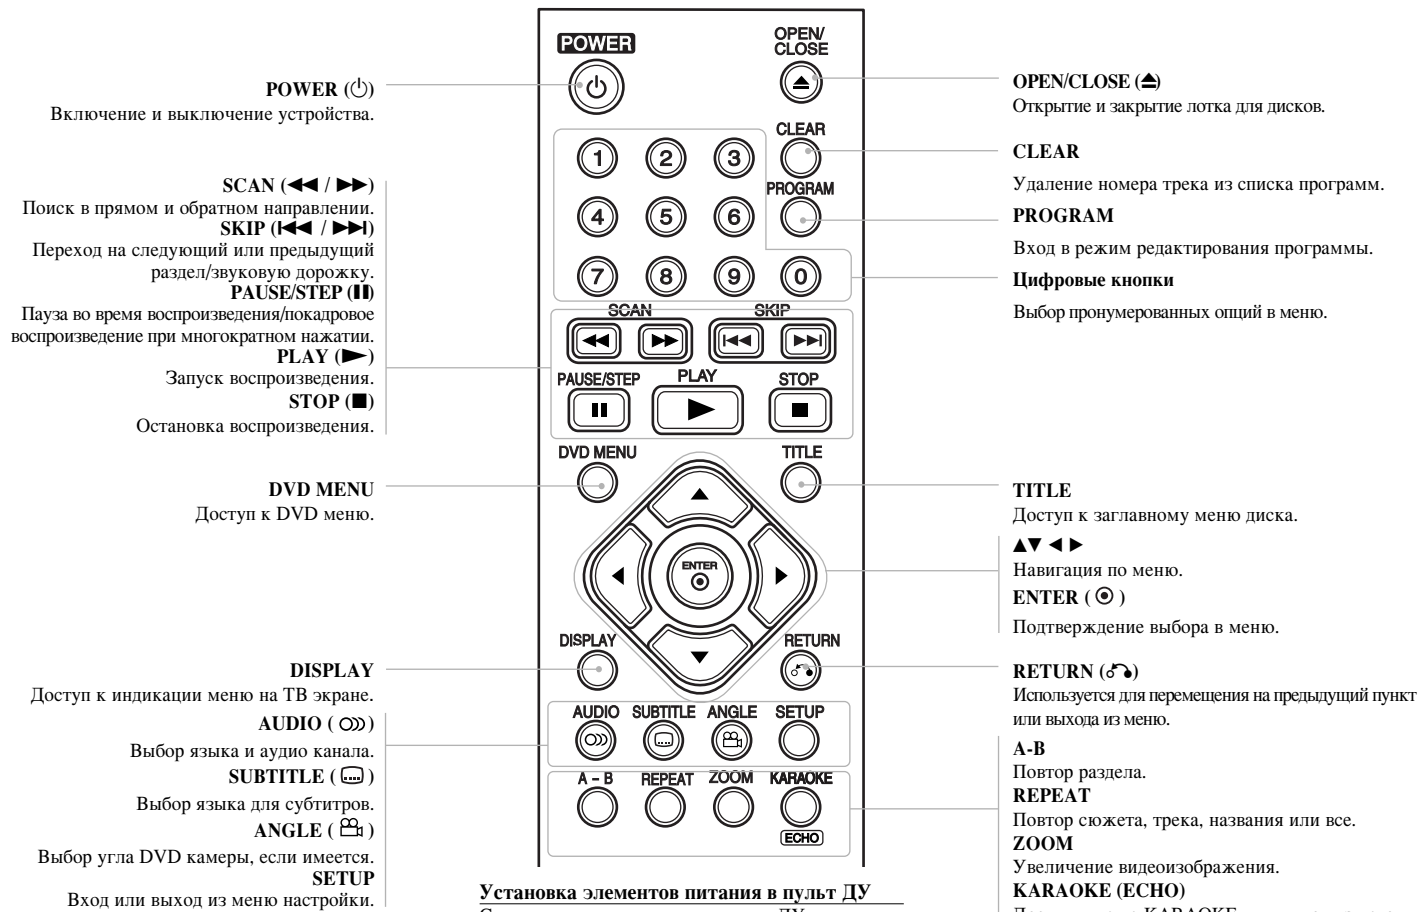 POWER (⏻)
Включение и выключение устройства.
SCAN (◀◀ / ▶▶)
Поиск в прямом и обратном направлении.
SKIP (I◀◀ / ▶▶I)
Переход на следующий или предыдущий
раздел/звуковую дорожку.
PAUSE/STEP (❚❚)
Пауза во время воспроизведения/покадровое
воспроизведение при многократном нажатии.
PLAY (▶)
Запуск воспроизведения.
STOP (■)
Остановка воспроизведения.
DVD MENU
Доступ к DVD меню.
DISPLAY
Доступ к индикации меню на ТВ экране.
AUDIO ( )
Выбор языка и аудио канала.
SUBTITLE ( )
Выбор языка для субтитров.
ANGLE ( )
Выбор угла DVD камеры, если имеется.
SETUP
Вход или выход из меню настройки.
POWER
OPEN/
CLOSE
CLEAR
1 2 3
PROGRAM
4 5 6
7 8 9 0
SCAN SKIP
PAUSE/STEP PLAY STOP
DVD MENU TITLE
ENTER
DISPLAY RETURN
AUDIO SUBTITLE ANGLE SETUP
A – B REPEAT ZOOM KARAOKE
ECHO
Установка элементов питания в пульт ДУ
OPEN/CLOSE (⏏)
Открытие и закрытие лотка для дисков.
CLEAR
Удаление номера трека из списка программ.
PROGRAM
Вход в режим редактирования программы.
Цифровые кнопки
Выбор пронумерованных опций в меню.
TITLE
Доступ к заглавному меню диска.
▲▼ ◀ ▶
Навигация по меню.
ENTER ( ◉ )
Подтверждение выбора в меню.
RETURN ( )
Используется для перемещения на предыдущий пункт
или выхода из меню.
A-B
Повтор раздела.
REPEAT
Повтор сюжета, трека, названия или все.
ZOOM
Увеличение видеоизображения.
KARAOKE (ECHO)